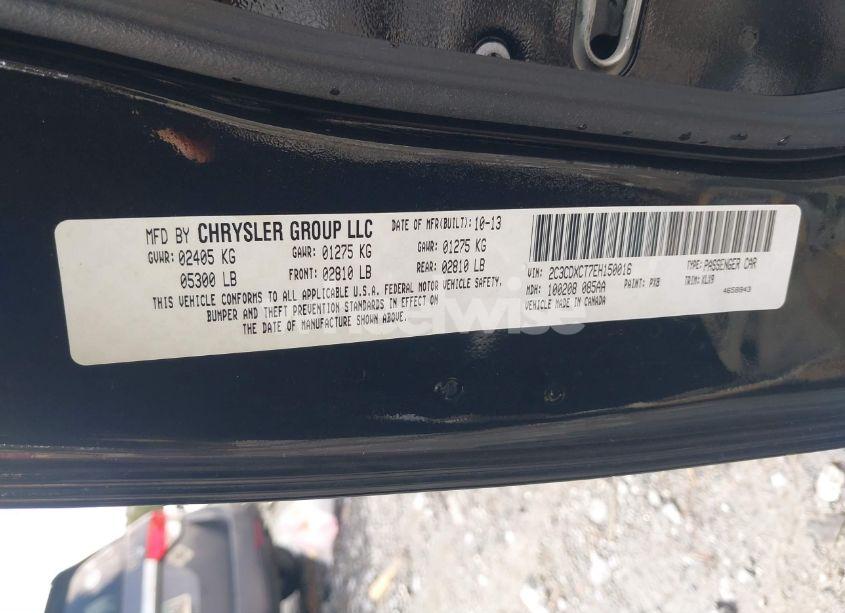 MFD BY CHRYSLER GROUP LLC DATE OF MFR(BUILT): 10-13
GVWR: 02405 KG GAWR: 01275 KG GAWR: 01275 KG
05300 LB FRONT: 02810 LB REAR: 02810 LB
THIS VEHICLE CONFORMS TO ALL APPLICABLE U.S.A. FEDERAL MOTOR VEHICLE SAFETY,
BUMPER AND THEFT PREVENTION STANDARDS IN EFFECT ON
THE DATE OF MANUFACTURE SHOWN ABOVE.
VIN: 2C3CDXCT7EH150016 TYPE: PASSENGER CAR
MDH: 100208 085AA PAINT: PX8 TRIM: XLX9
VEHICLE MADE IN CANADA 4658843